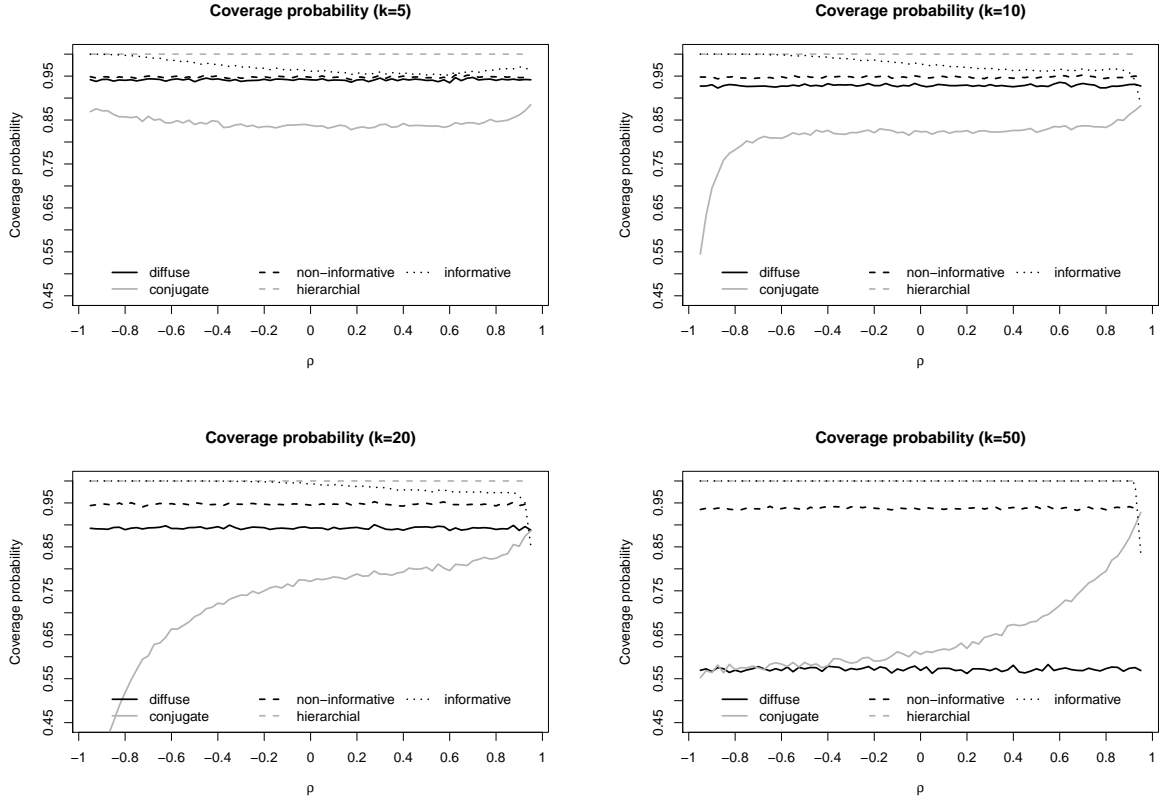 Coverage probability (k=5)
Coverage probability
0.45 0.55 0.65 0.75 0.85 0.95
diffuse non−informative informative
conjugate hierarchial
−1 −0.8 −0.6 −0.4 −0.2 0 0.2 0.4 0.6 0.8 1
ρ
Coverage probability (k=10)
Coverage probability
0.45 0.55 0.65 0.75 0.85 0.95
diffuse non−informative informative
conjugate hierarchial
−1 −0.8 −0.6 −0.4 −0.2 0 0.2 0.4 0.6 0.8 1
ρ
Coverage probability (k=20)
Coverage probability
0.45 0.55 0.65 0.75 0.85 0.95
diffuse non−informative informative
conjugate hierarchial
−1 −0.8 −0.6 −0.4 −0.2 0 0.2 0.4 0.6 0.8 1
ρ
Coverage probability (k=50)
Coverage probability
0.45 0.55 0.65 0.75 0.85 0.95
diffuse non−informative informative
conjugate hierarchial
−1 −0.8 −0.6 −0.4 −0.2 0 0.2 0.4 0.6 0.8 1
ρ